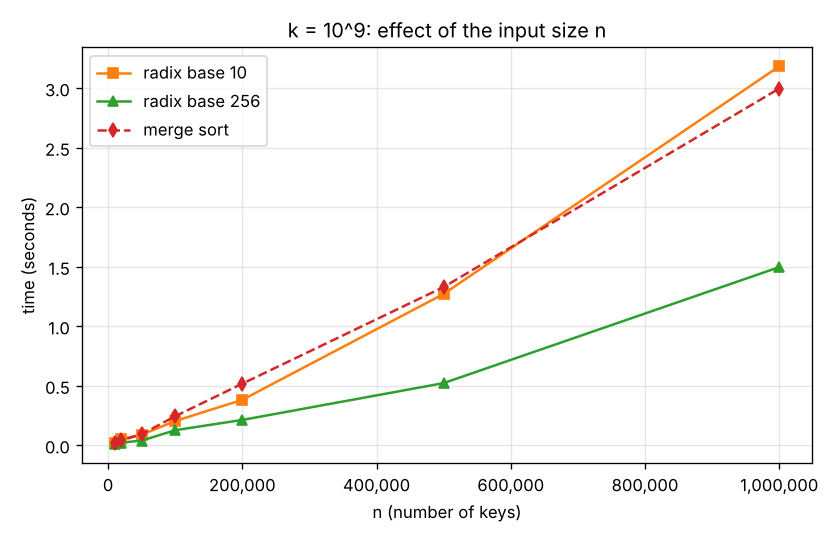 k = 10^9: effect of the input size n
radix base 10
radix base 256
merge sort
time (seconds)
3.0
2.5
2.0
1.5
1.0
0.5
0.0
0
200,000
400,000
600,000
800,000
1,000,000
n (number of keys)